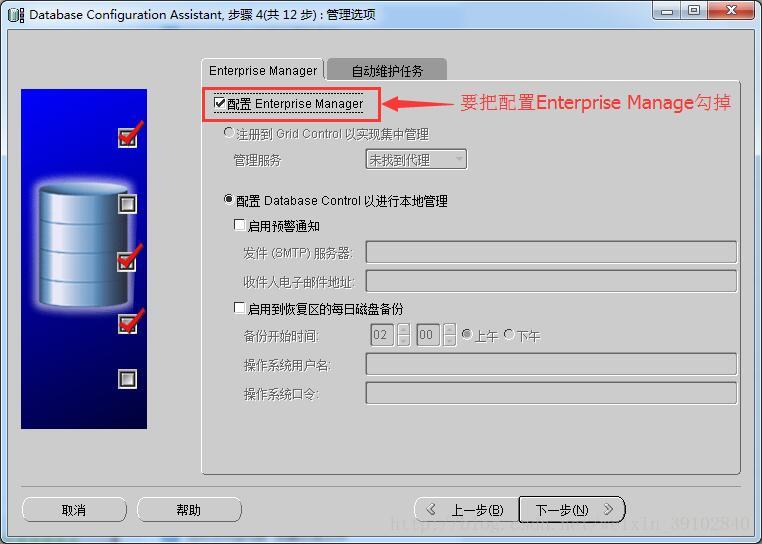 Database Configuration Assistant, 步骤 4(共 12 步) : 管理选项
Enterprise Manager
自动维护任务
配置 Enterprise Manager
要把配置Enterprise Manage勾掉
注册到 Grid Control 以实现集中管理
管理服务
未找到代理
配置 Database Control 以进行本地管理
启用预警通知
发件 (SMTP) 服务器:
收件人电子邮件地址:
启用到恢复区的每日磁盘备份
备份开始时间:
02
00
上午
下午
操作系统用户名:
操作系统口令:
取消
帮助
上一步(B)
下一步(N)